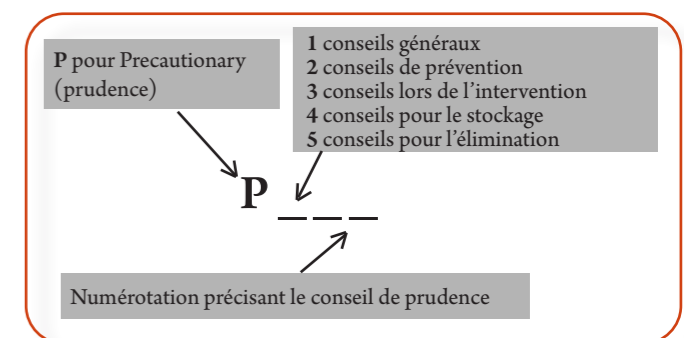 P pour Precautionary
(prudence)
1 conseils généraux
2 conseils de prévention
3 conseils lors de l'intervention
4 conseils pour le stockage
5 conseils pour l'élimination
P _ _ _
Numérotation précisant le conseil de prudence